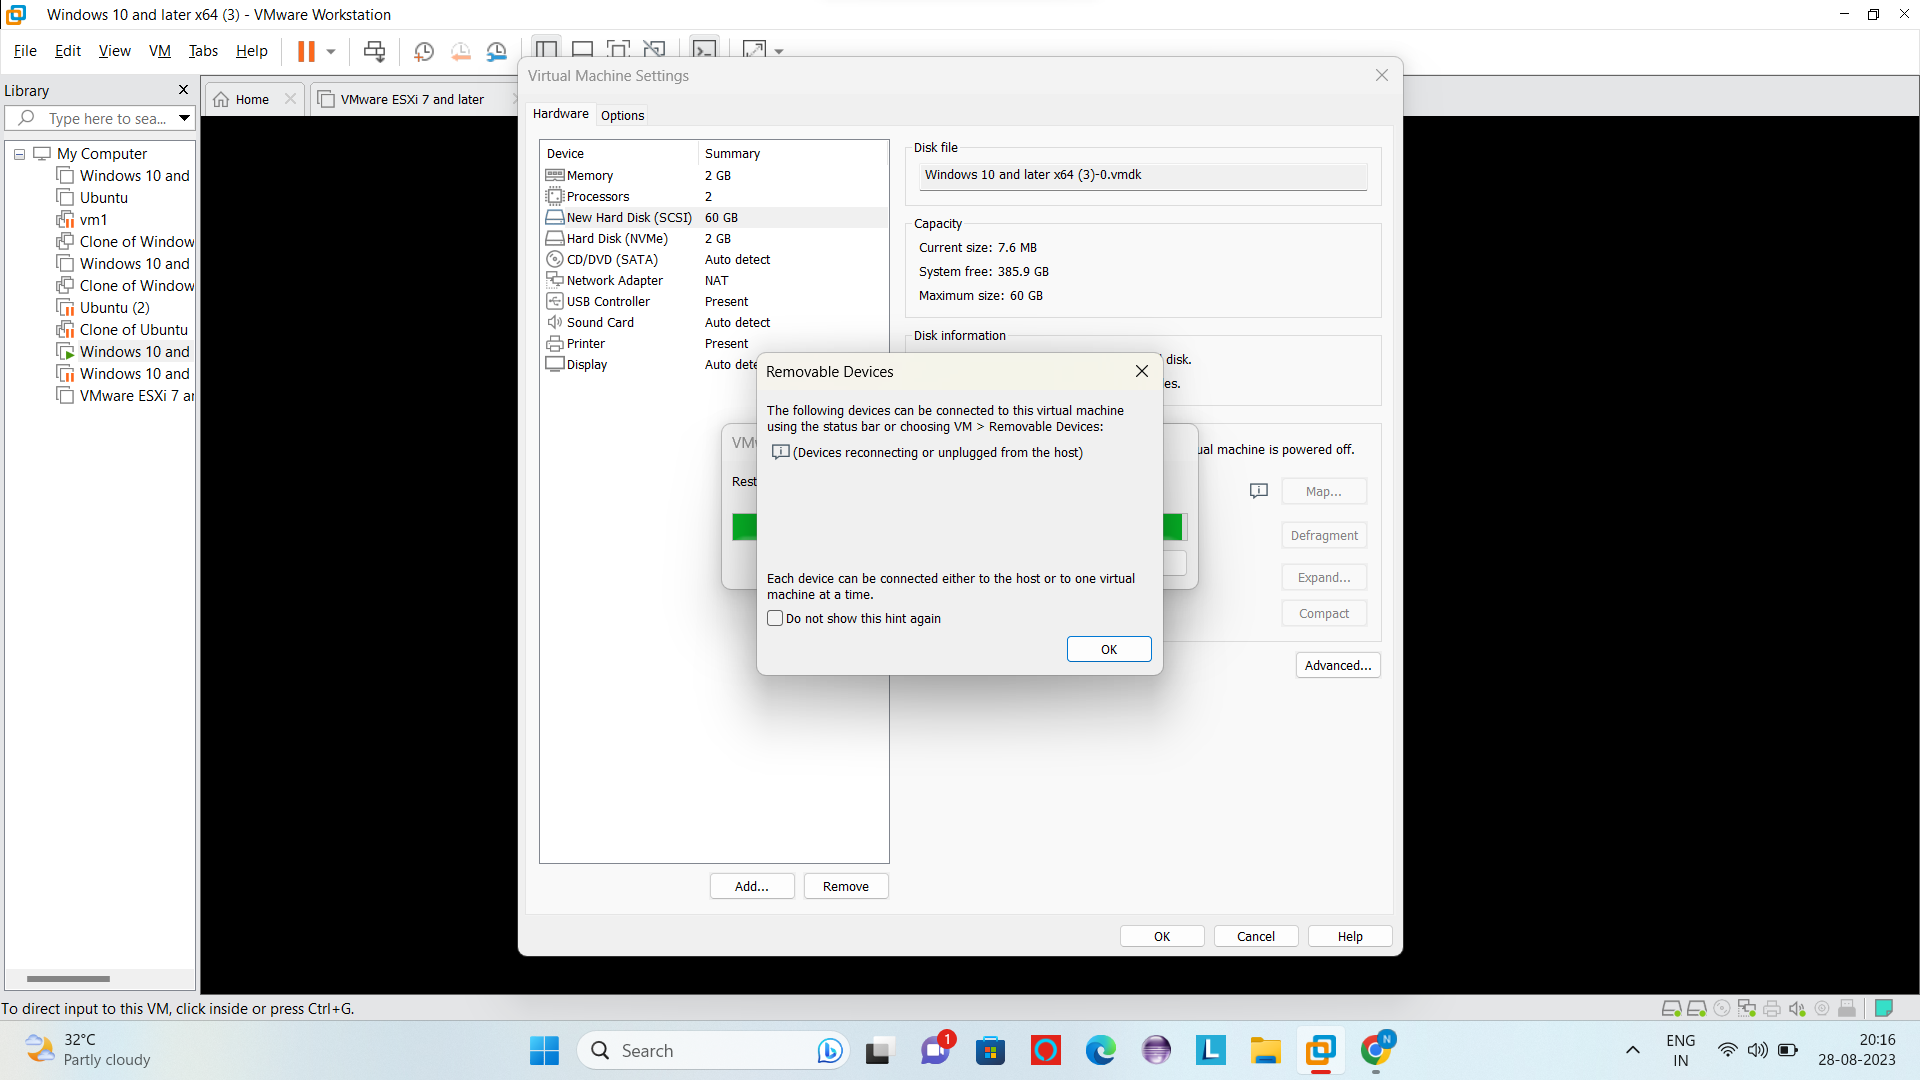 Windows 10 and later x64 (3) - VMware Workstation
File Edit View VM Tabs Help
Library
Type here to sea...
My Computer
Windows 10 and
Ubuntu
vm1
Clone of Window
Windows 10 and
Clone of Window
Ubuntu (2)
Clone of Ubuntu
Windows 10 and
Windows 10 and
VMware ESXi 7 ar
Home
VMware ESXi 7 and later
Virtual Machine Settings
Hardware
Options
Device Summary
Memory 2 GB
Processors 2
New Hard Disk (SCSI) 60 GB
Hard Disk (NVMe) 2 GB
CD/DVD (SATA) Auto detect
Network Adapter NAT
USB Controller Present
Sound Card Auto detect
Printer Present
Display Auto dete
Add... Remove
Disk file
Windows 10 and later x64 (3)-0.vmdk
Capacity
Current size: 7.6 MB
System free: 385.9 GB
Maximum size: 60 GB
Disk information
disk.
es.
ual machine is powered off.
Map...
Defragment
Expand...
Compact
Advanced...
OK Cancel Help
VM
Rest
Removable Devices
The following devices can be connected to this virtual machine
using the status bar or choosing VM > Removable Devices:
(Devices reconnecting or unplugged from the host)
Each device can be connected either to the host or to one virtual
machine at a time.
Do not show this hint again
OK
To direct input to this VM, click inside or press Ctrl+G.
32°C
Partly cloudy
Search
1
L
N
ENG
IN
20:16
28-08-2023